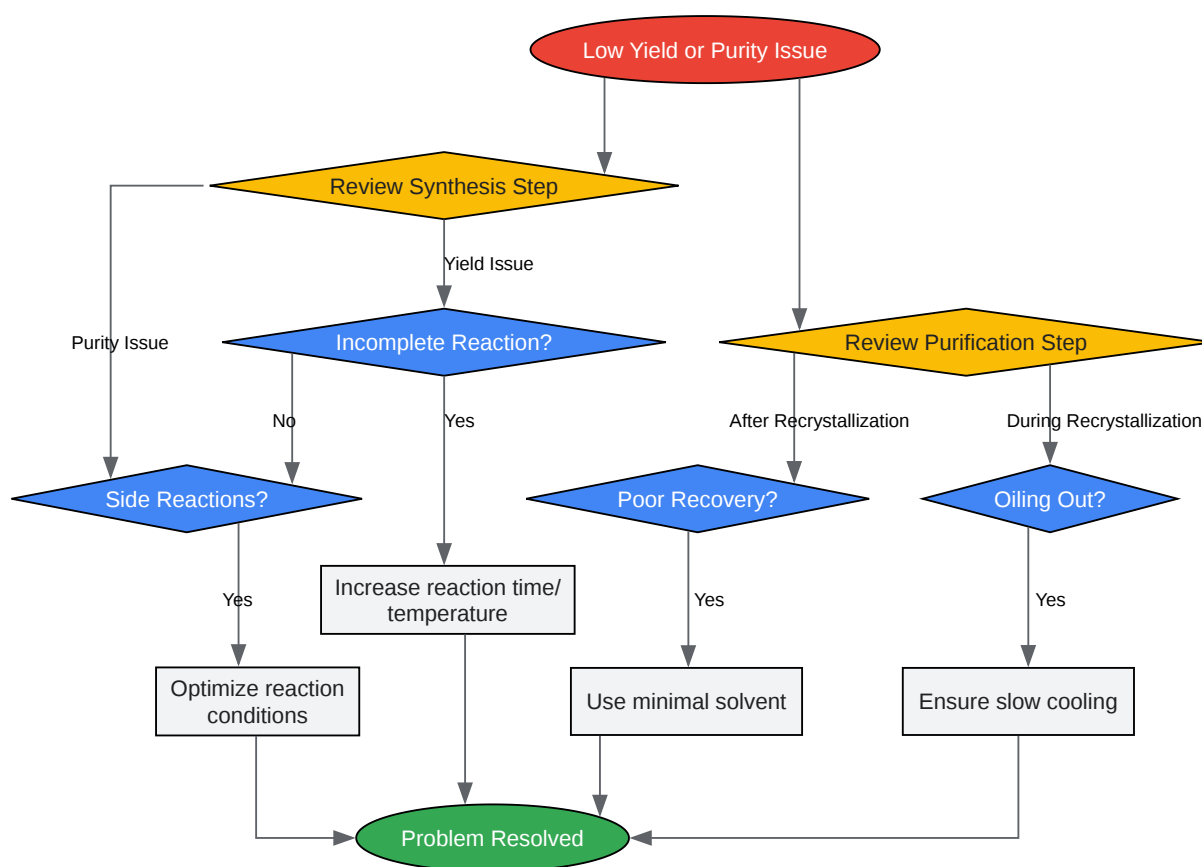 Low Yield or Purity Issue
Review Synthesis Step
Yield Issue
Purity Issue
Incomplete Reaction?
Review Purification Step
No
Yes
After Recrystallization
During Recrystallization
Side Reactions?
Poor Recovery?
Oiling Out?
Yes
Increase reaction time/
temperature
Yes
Yes
Optimize reaction
conditions
Use minimal solvent
Ensure slow cooling
Problem Resolved